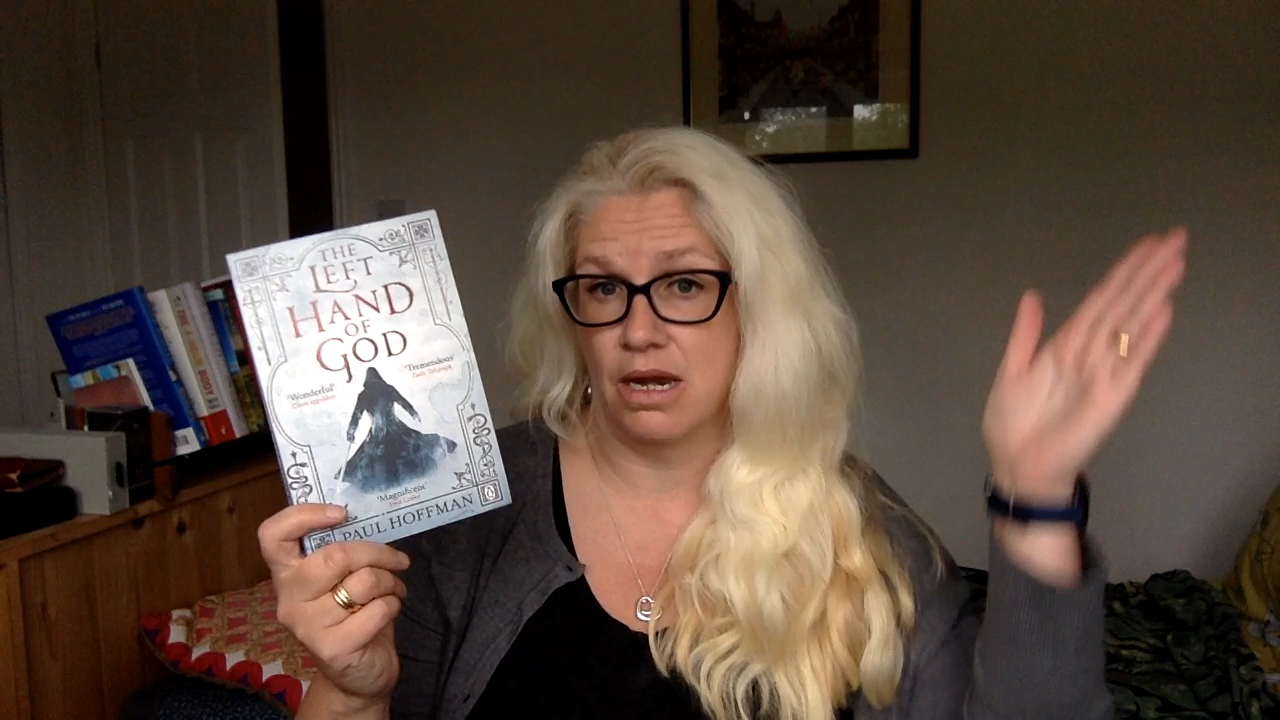 THE
LEFT
HAND
OF
GOD
'Wonderful'
'Tremendous'
Daily Telegraph
'Magnificent'
PAUL HOFFMAN